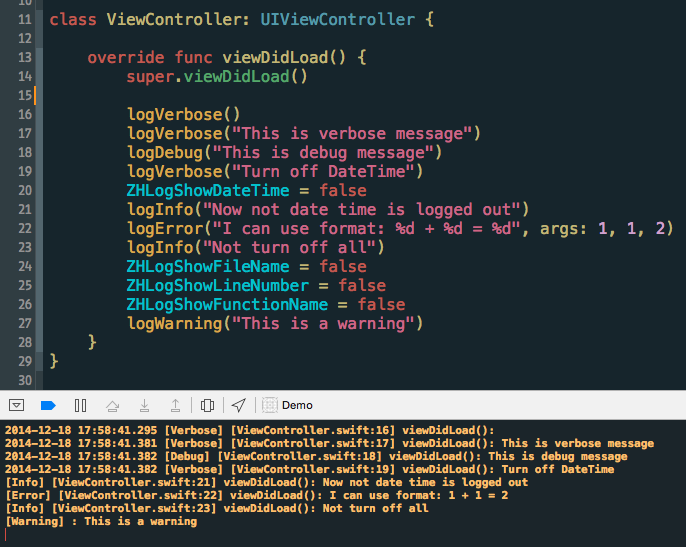 10
11 class ViewController: UIViewController {
12
13     override func viewDidLoad() {
14         super.viewDidLoad()
15
16         logVerbose()
17         logVerbose("This is verbose message")
18         logDebug("This is debug message")
19         logVerbose("Turn off DateTime")
20         ZHLogShowDateTime = false
21         logInfo("Now not date time is logged out")
22         logError("I can use format: %d + %d = %d", args: 1, 1, 2)
23         logInfo("Not turn off all")
24         ZHLogShowFileName = false
25         ZHLogShowLineNumber = false
26         ZHLogShowFunctionName = false
27         logWarning("This is a warning")
28     }
29 }
30
Demo
2014-12-18 17:58:41.295 [Verbose] [ViewController.swift:16] viewDidLoad():
2014-12-18 17:58:41.381 [Verbose] [ViewController.swift:17] viewDidLoad(): This is verbose message
2014-12-18 17:58:41.382 [Debug] [ViewController.swift:18] viewDidLoad(): This is debug message
2014-12-18 17:58:41.382 [Verbose] [ViewController.swift:19] viewDidLoad(): Turn off DateTime
[Info] [ViewController.swift:21] viewDidLoad(): Now not date time is logged out
[Error] [ViewController.swift:22] viewDidLoad(): I can use format: 1 + 1 = 2
[Info] [ViewController.swift:23] viewDidLoad(): Not turn off all
[Warning] : This is a warning